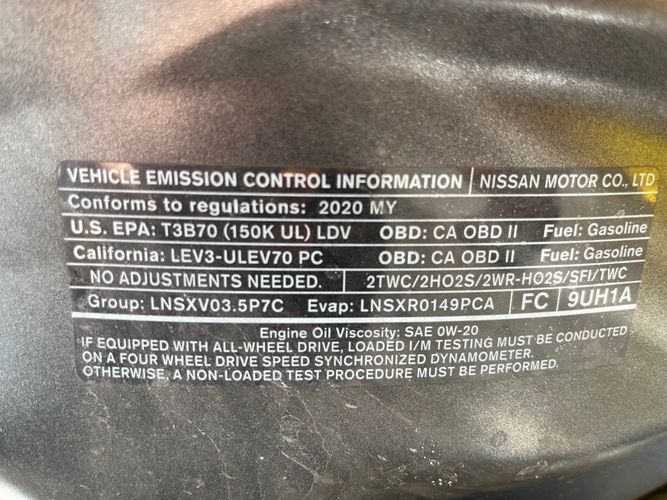 VEHICLE EMISSION CONTROL INFORMATION NISSAN MOTOR CO., LTD
Conforms to regulations: 2020 MY
U.S. EPA: T3B70 (150K UL) LDV OBD: CA OBD II Fuel: Gasoline
California: LEV3-ULEV70 PC OBD: CA OBD II Fuel: Gasoline
NO ADJUSTMENTS NEEDED. 2TWC/2HO2S/2WR-HO2S/SFI/TWC
Group: LNSXV03.5P7C Evap: LNSXR0149PCA FC 9UH1A
Engine Oil Viscosity: SAE 0W-20
IF EQUIPPED WITH ALL-WHEEL DRIVE, LOADED I/M TESTING MUST BE CONDUCTED
ON A FOUR WHEEL DRIVE SPEED SYNCHRONIZED DYNAMOMETER.
OTHERWISE, A NON-LOADED TEST PROCEDURE MUST BE PERFORMED.